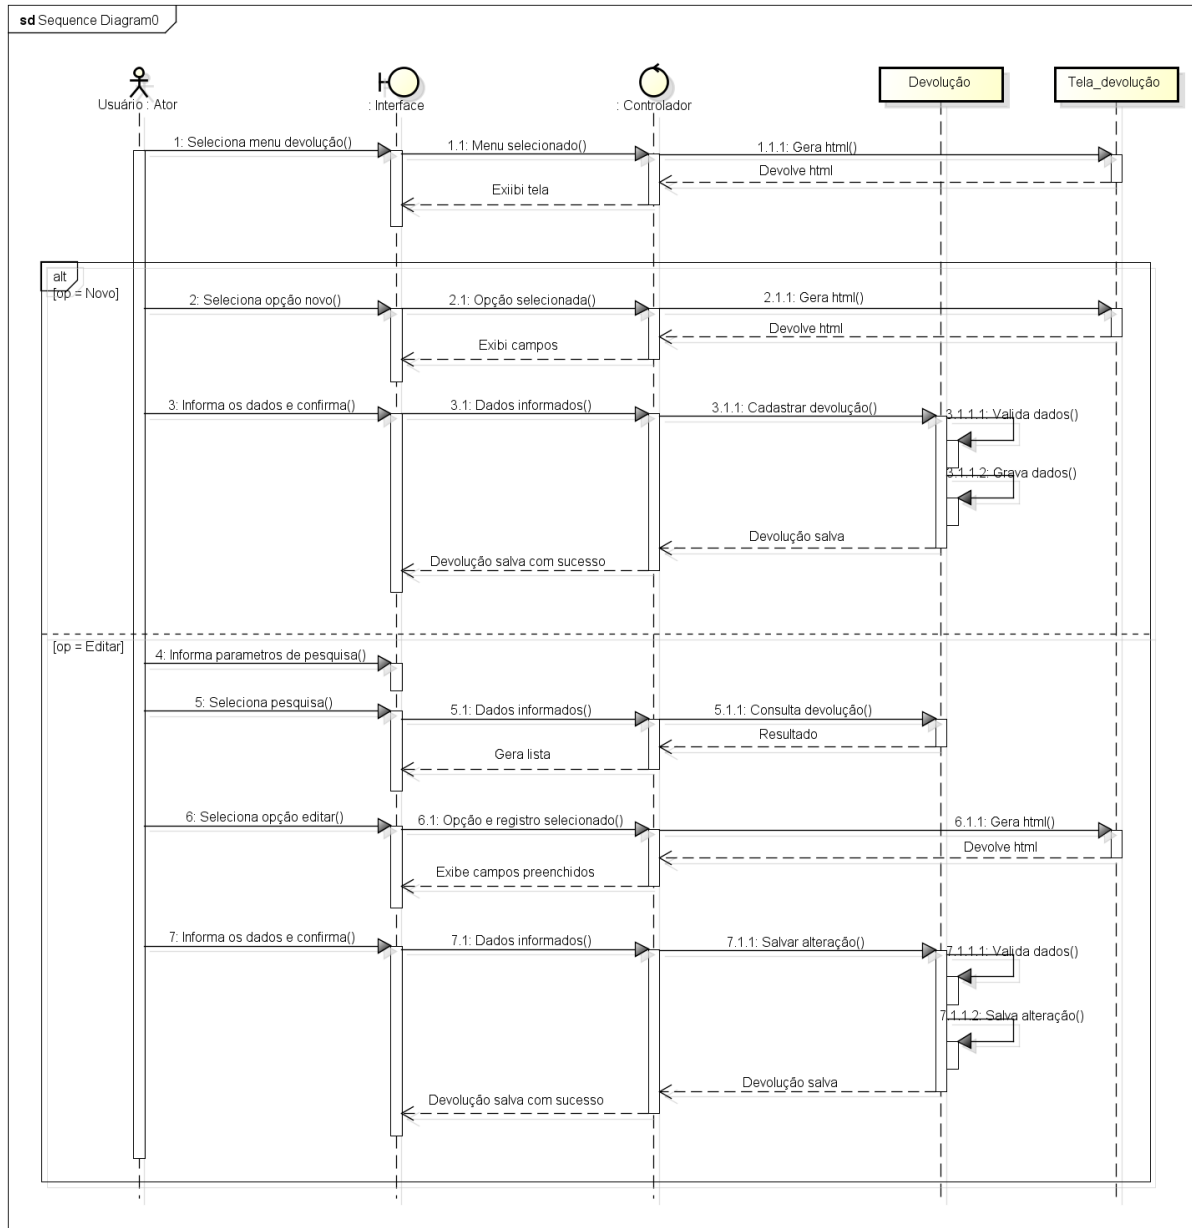 sd Sequence Diagram0
Usuário : Ator
: Interface
: Controlador
Devolução
Tela_devolução
1: Seleciona menu devolução()
1.1: Menu selecionado()
1.1.1: Gera html()
Devolve html
Exiibi tela
alt
[op = Novo]
2: Seleciona opção novo()
2.1: Opção selecionada()
2.1.1: Gera html()
Devolve html
Exibi campos
3: Informa os dados e confirma()
3.1: Dados informados()
3.1.1: Cadastrar devolução()
3.1.1.1: Valida dados()
3.1.1.2: Grava dados()
Devolução salva
Devolução salva com sucesso
[op = Editar]
4: Informa parametros de pesquisa()
5: Seleciona pesquisa()
5.1: Dados informados()
5.1.1: Consulta devolução()
Resultado
Gera lista
6: Seleciona opção editar()
6.1: Opção e registro selecionado()
6.1.1: Gera html()
Devolve html
Exibe campos preenchidos
7: Informa os dados e confirma()
7.1: Dados informados()
7.1.1: Salvar alteração()
7.1.1.1: Valida dados()
7.1.1.2: Salva alteração()
Devolução salva
Devolução salva com sucesso